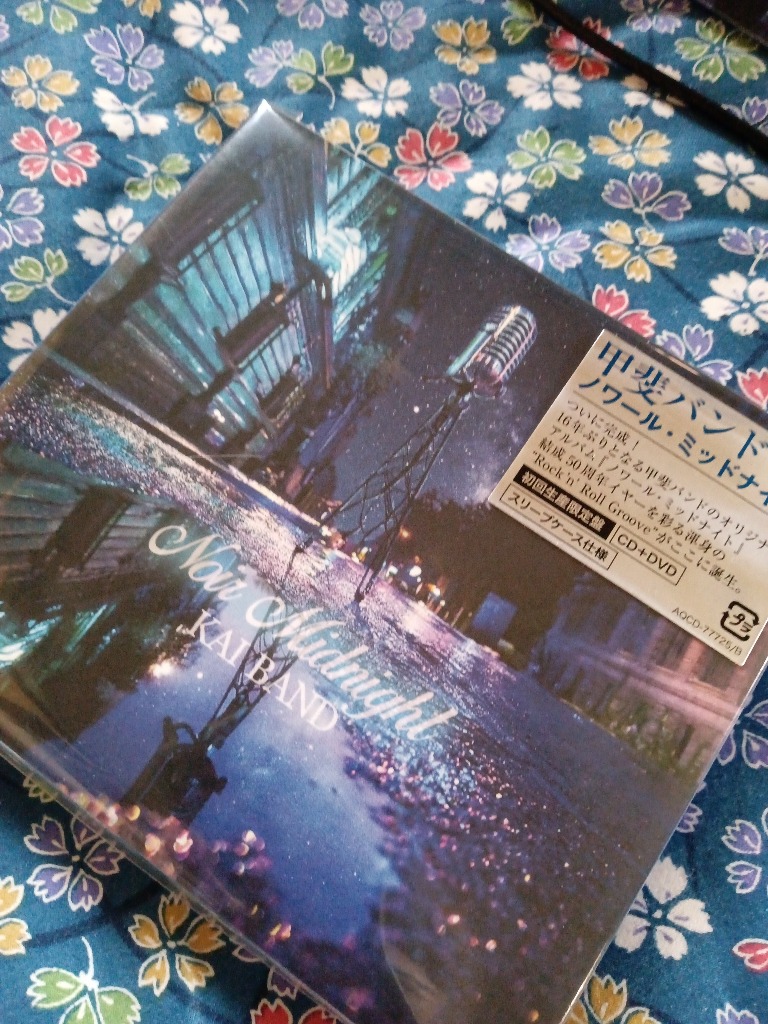 甲斐バンド
ノワール・ミッドナイ
ついに完成!
16年ぶりとなる甲斐バンドのオリジナ
アルバム『ノワール・ミッドナイト』
結成50周年イヤーを彩る渾身の
"Rock'n' Roll Groove"がここに誕生。
初回生産限定盤 CD+DVD
スリーブケース仕様
AQCD-77725/B
Noir Midnight
KAI BAND